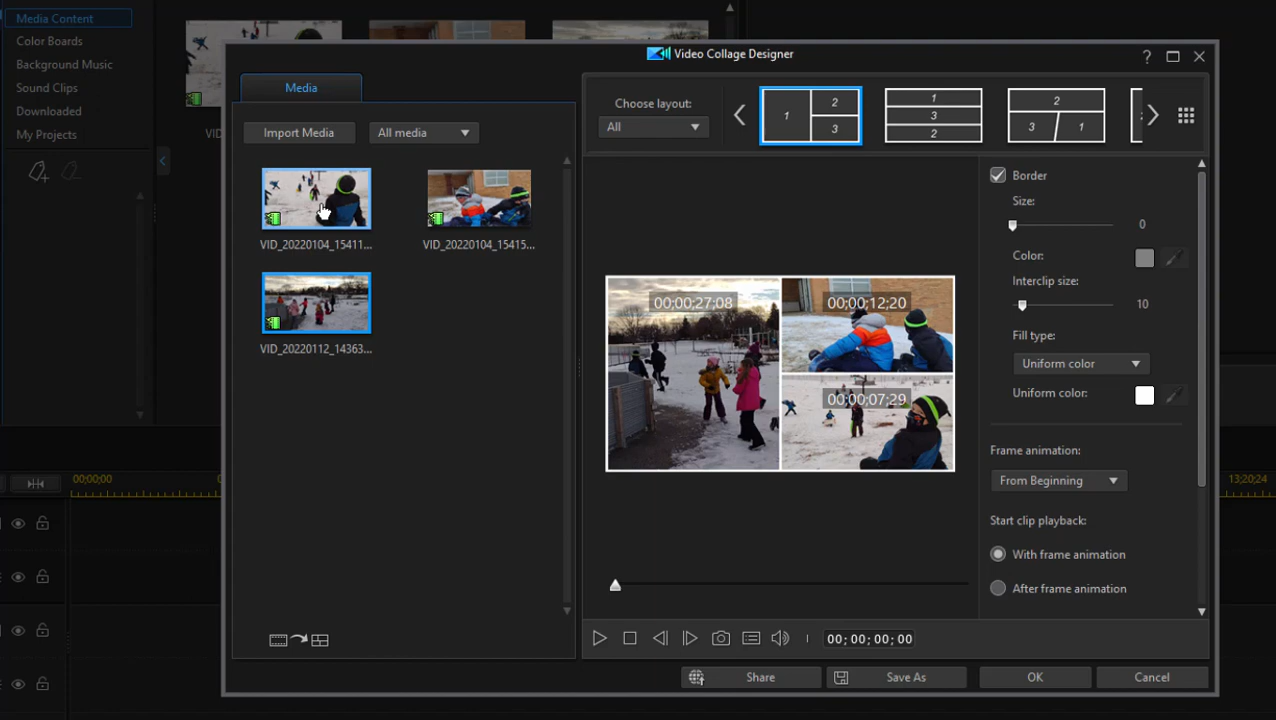 Media Content
Color Boards
Background Music
Sound Clips
Downloaded
My Projects
VID
Video Collage Designer
?
Media
Import Media
All media
VID_20220104_15411...
VID_20220104_15415...
VID_20220112_14363...
Choose layout:
All
1
2
3
1
3
2
2
3
1
00;00;27;08
00;00;12;20
00;00;07;29
Border
Size:
0
Color:
Interclip size:
10
Fill type:
Uniform color
Uniform color:
Frame animation:
From Beginning
Start clip playback:
With frame animation
After frame animation
00; 00; 00; 00
Share
Save As
OK
Cancel
00;00;00
13;20;24